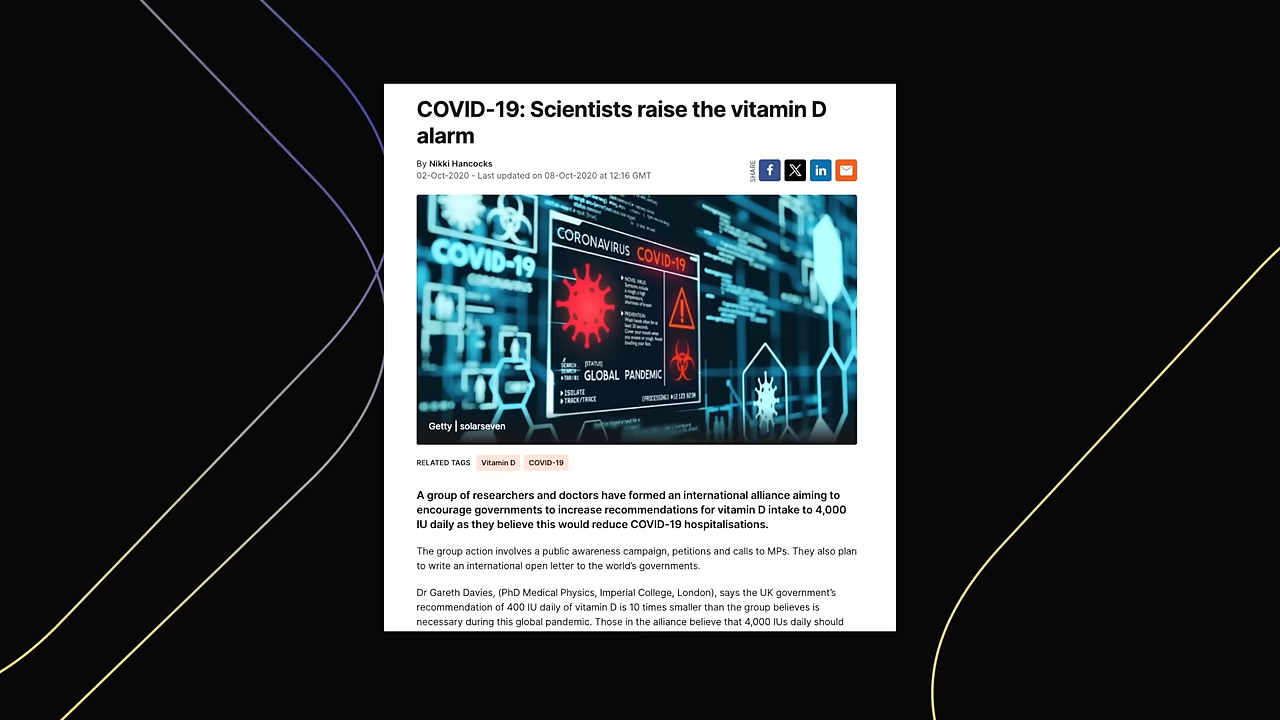 COVID-19: Scientists raise the vitamin D
alarm
By Nikki Hancocks
02-Oct-2020 - Last updated on 08-Oct-2020 at 12:16 GMT
SHARE
COVID-19
CORONAVIRUS
CORONAVIRUS COVID-19
NOVEL VIRUS
PREVENTION
SEARCH
SEARCH
[STATUS]
GLOBAL PANDEMIC
ISOLATE
TRACK/TRACE
Getty | solarseven
RELATED TAGS Vitamin D COVID-19
A group of researchers and doctors have formed an international alliance aiming to
encourage governments to increase recommendations for vitamin D intake to 4,000
IU daily as they believe this would reduce COVID-19 hospitalisations.
The group action involves a public awareness campaign, petitions and calls to MPs. They also plan
to write an international open letter to the world's governments.
Dr Gareth Davies, (PhD Medical Physics, Imperial College, London), says the UK government's
recommendation of 400 IU daily of vitamin D is 10 times smaller than the group believes is
necessary during this global pandemic. Those in the alliance believe that 4,000 IUs daily should